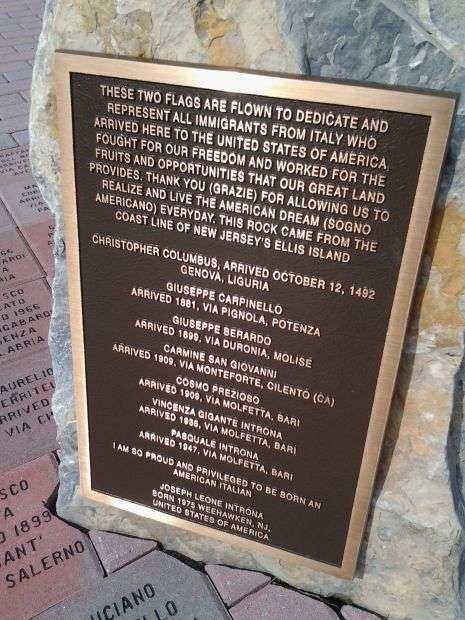 THESE TWO FLAGS ARE FLOWN TO DEDICATE AND
REPRESENT ALL IMMIGRANTS FROM ITALY WHO
ARRIVED HERE TO THE UNITED STATES OF AMERICA,
FOUGHT FOR OUR FREEDOM AND WORKED FOR THE
FRUITS AND OPPORTUNITIES THAT OUR GREAT LAND
PROVIDES. THANK YOU (GRAZIE) FOR ALLOWING US TO
REALIZE AND LIVE THE AMERICAN DREAM (SOGNO
AMERICANO) EVERYDAY. THIS ROCK CAME FROM THE
COAST LINE OF NEW JERSEY'S ELLIS ISLAND
CHRISTOPHER COLUMBUS, ARRIVED OCTOBER 12, 1492
GENOVA, LIGURIA
GIUSEPPE CARPINELLO
ARRIVED 1881, VIA PIGNOLA, POTENZA
GIUSEPPE BERARDO
ARRIVED 1899, VIA DURONIA, MOLISE
CARMINE SAN GIOVANNI
ARRIVED 1909, VIA MONTEFORTE, CILENTO (CA)
COSMO PREZIOSO
ARRIVED 1909, VIA MOLFETTA, BARI
VINCENZA GIGANTE INTRONA
ARRIVED 1935, VIA MOLFETTA, BARI
PASQUALE INTRONA
ARRIVED 1947, VIA MOLFETTA, BARI
I AM SO PROUD AND PRIVILEGED TO BE BORN AN
AMERICAN ITALIAN
JOSEPH LEONE INTRONA
BORN 1975 WEEHAWKEN, NJ,
UNITED STATES OF AMERICA
AURELIO
ARRIVED
VIA
1899
SALERNO